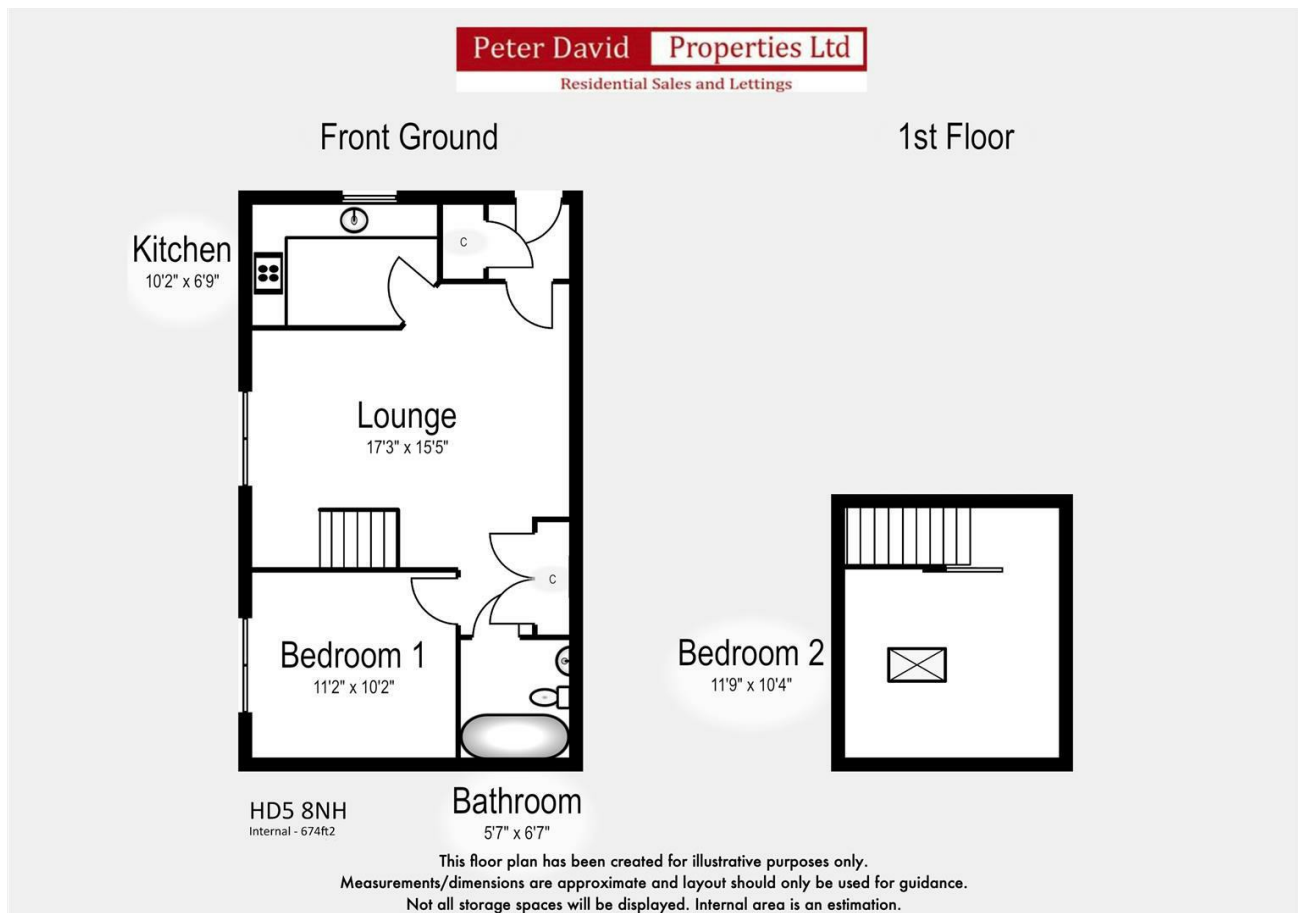 Peter David Properties Ltd
Residential Sales and Lettings
Front Ground
1st Floor
Kitchen
10'2" x 6'9"
C
Lounge
17'3" x 15'5"
C
Bedroom 1
11'2" x 10'2"
Bedroom 2
11'9" x 10'4"
Bathroom
5'7" x 6'7"
HD5 8NH
Internal - 674ft2
This floor plan has been created for illustrative purposes only.
Measurements/dimensions are approximate and layout should only be used for guidance.
Not all storage spaces will be displayed. Internal area is an estimation.